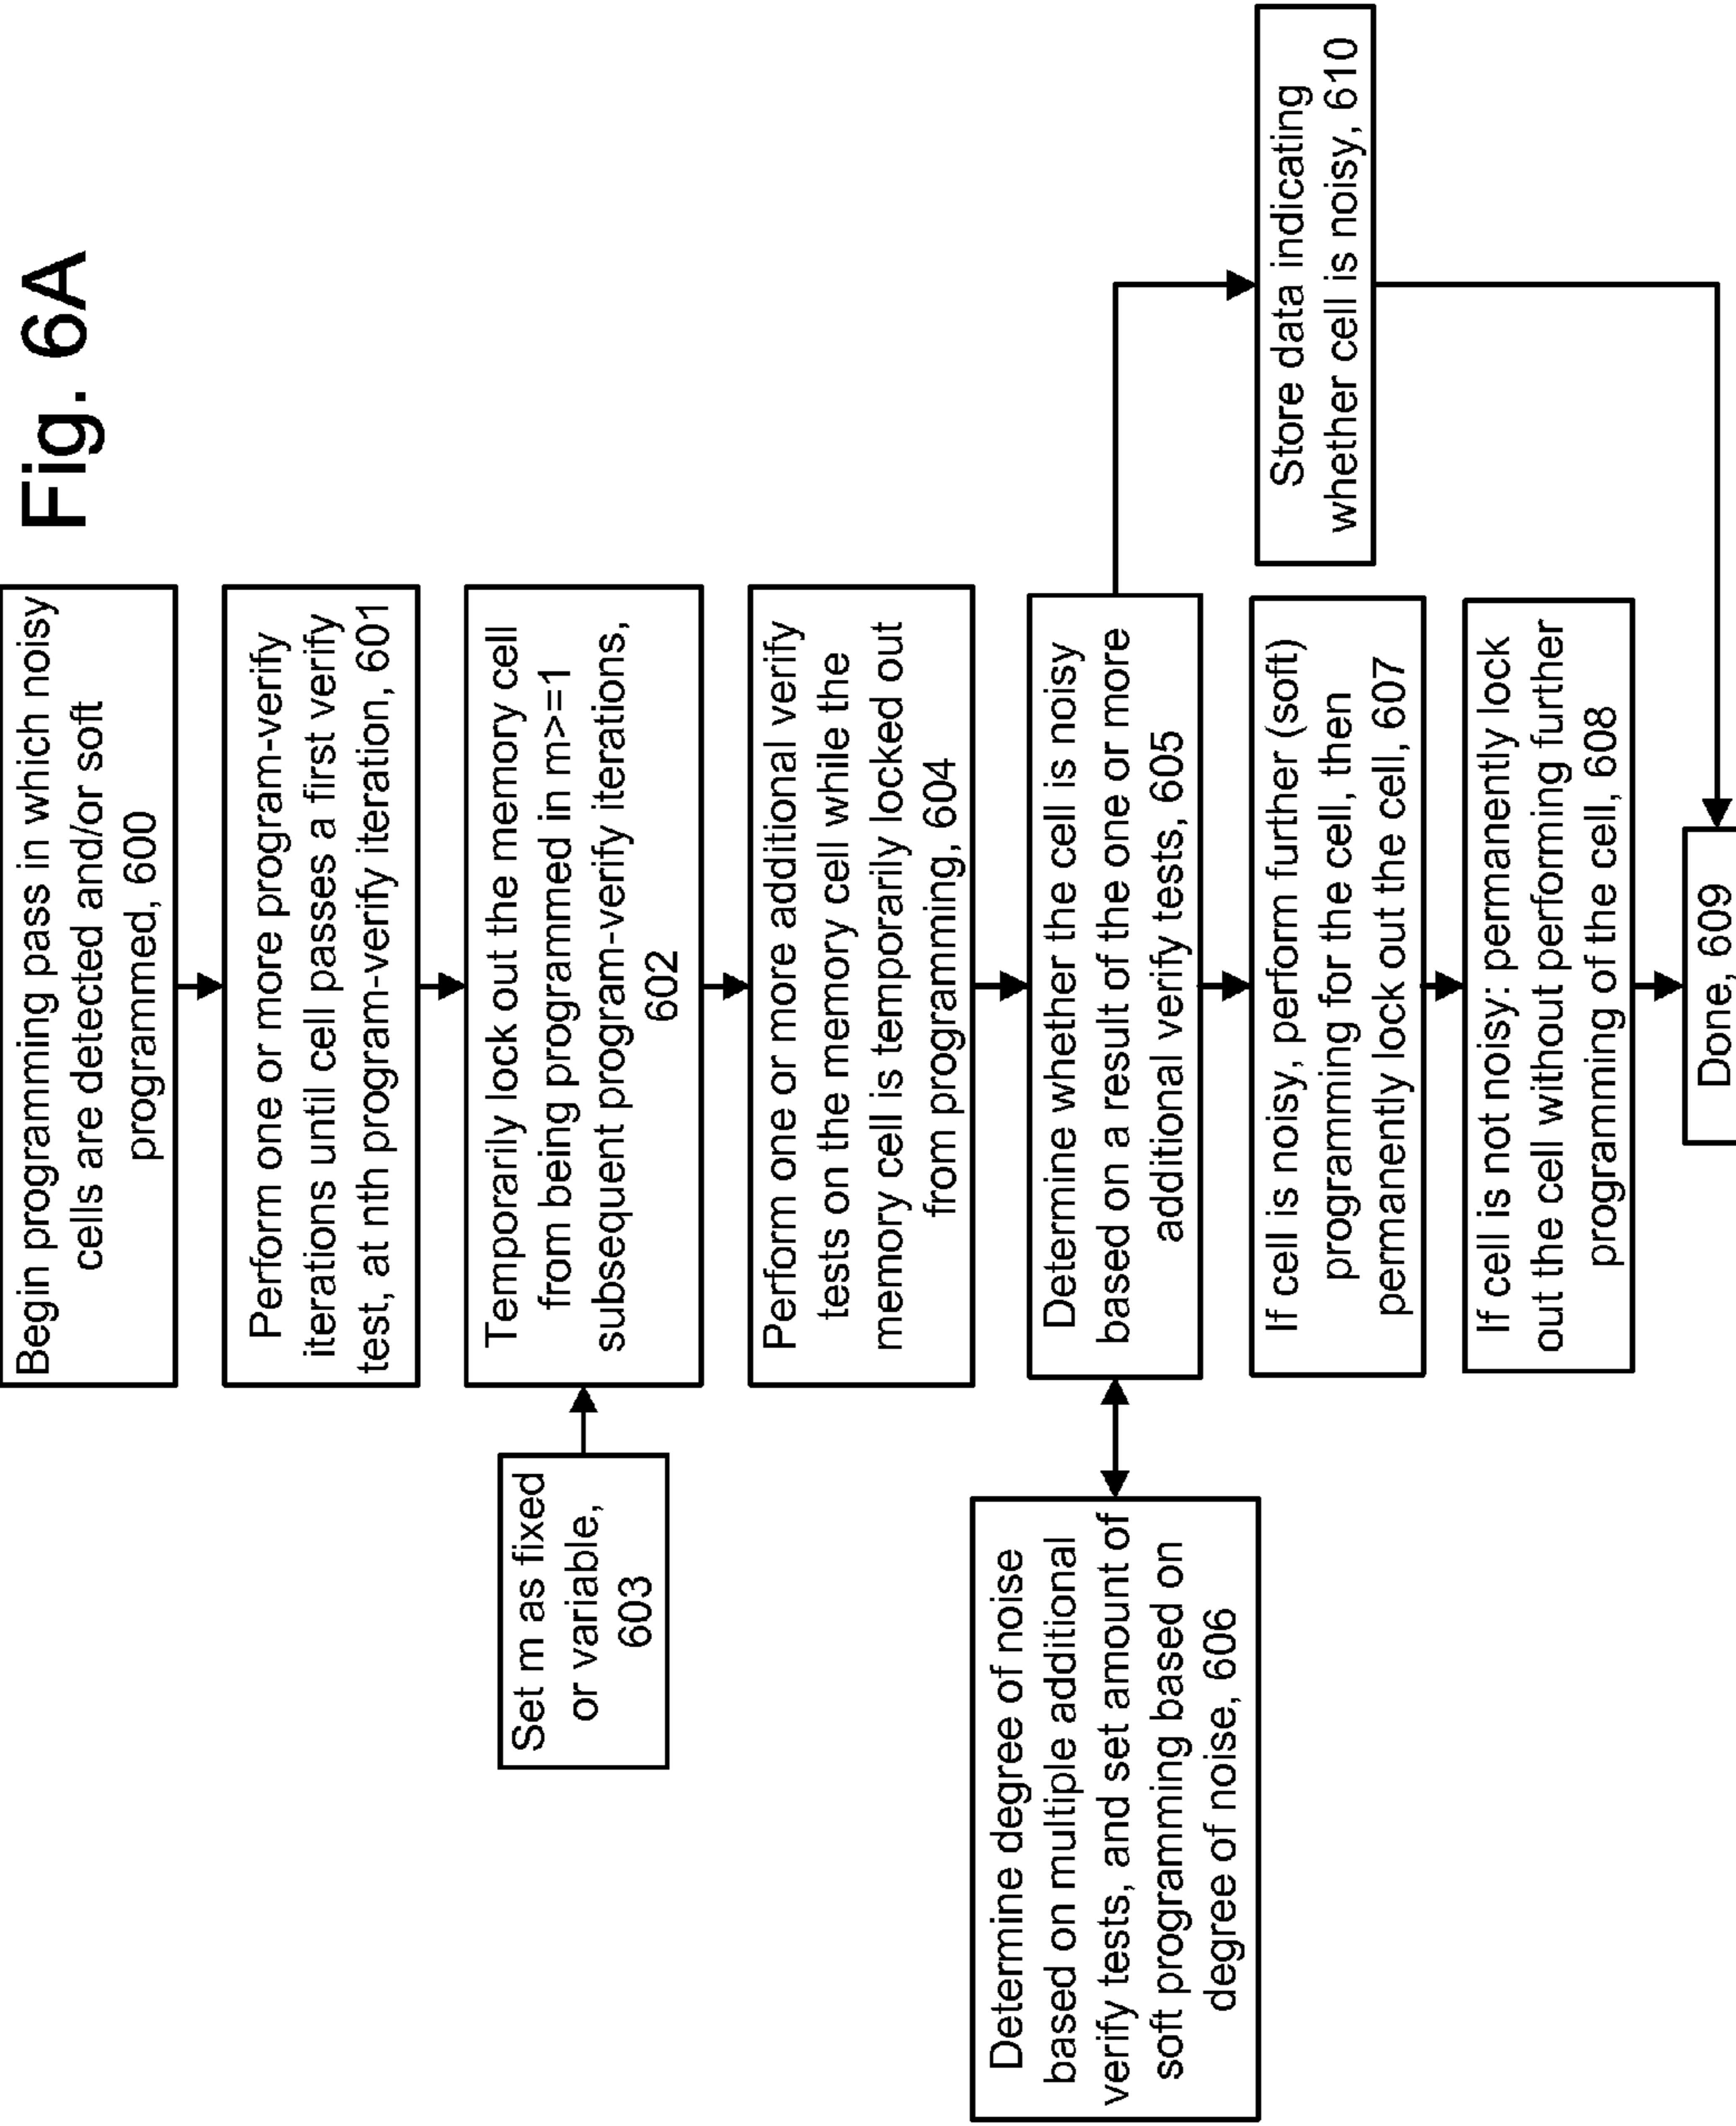 Fig. 6A
Begin programming pass in which noisy
cells are detected and/or soft
programmed, 600
Perform one or more program-verify
iterations until cell passes a first verify
test, at nth program-verify iteration, 601
Temporarily lock out the memory cell
from being programmed in m>=1
subsequent program-verify iterations,
602
Set m as fixed
or variable,
603
Perform one or more additional verify
tests on the memory cell while the
memory cell is temporarily locked out
from programming, 604
Determine whether the cell is noisy
based on a result of the one or more
additional verify tests, 605
Determine degree of noise
based on multiple additional
verify tests, and set amount of
soft programming based on
degree of noise, 606
Store data indicating
whether cell is noisy, 610
If cell is noisy, perform further (soft)
programming for the cell, then
permanently lock out the cell, 607
If cell is not noisy: permanently lock
out the cell without performing further
programming of the cell, 608
Done, 609